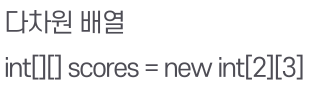 다차원 배열
int[][] scores = new int[2][3]